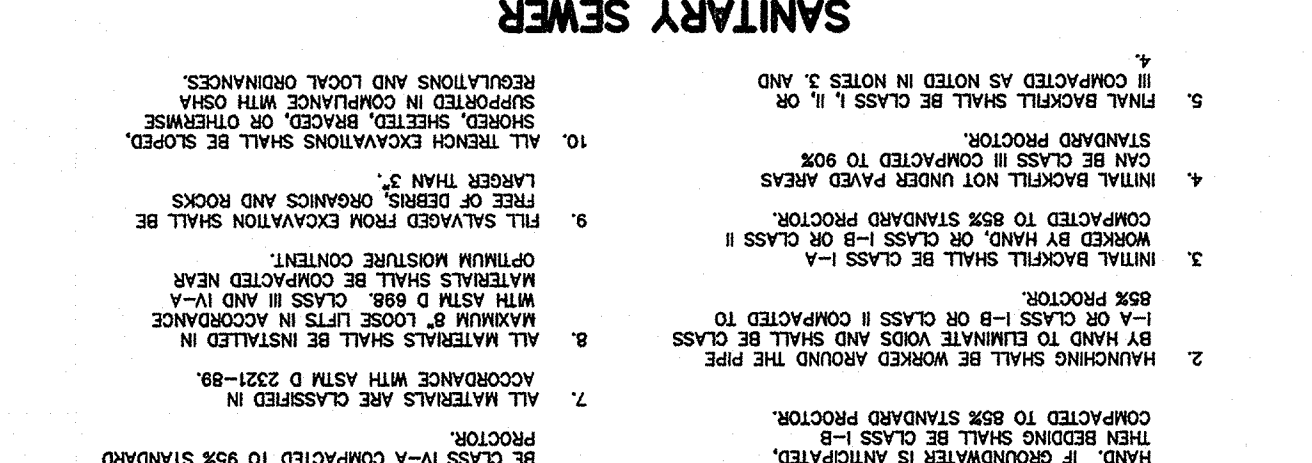 HAND. IF GROUNDWATER IS ANTICIPATED,
THEN BEDDING SHALL BE CLASS I-B
COMPACTED TO 85% STANDARD PROCTOR.
2. HAUNCHING SHALL BE WORKED AROUND THE PIPE
BY HAND TO ELIMINATE VOIDS AND SHALL BE CLASS
I-A OR CLASS I-B OR CLASS II COMPACTED TO
85% PROCTOR.
3. INITIAL BACKFILL SHALL BE CLASS I-A
WORKED BY HAND, OR CLASS I-B OR CLASS II
COMPACTED TO 85% STANDARD PROCTOR.
4. INITIAL BACKFILL NOT UNDER PAVED AREAS
CAN BE CLASS III COMPACTED TO 90%
STANDARD PROCTOR.
5. FINAL BACKFILL SHALL BE CLASS I, II, OR
III COMPACTED AS NOTED IN NOTES 3. AND
4.
BE CLASS IV-A COMPACTED TO 95% STANDARD
PROCTOR.
7. ALL MATERIALS ARE CLASSIFIED IN
ACCORDANCE WITH ASTM D 2321-89.
8. ALL MATERIALS SHALL BE INSTALLED IN
MAXIMUM 8" LOOSE LIFTS IN ACCORDANCE
WITH ASTM D 698. CLASS III AND IV-A
MATERIALS SHALL BE COMPACTED NEAR
OPTIMUM MOISTURE CONTENT.
9. FILL SALVAGED FROM EXCAVATION SHALL BE
FREE OF DEBRIS, ORGANICS AND ROCKS
LARGER THAN 3".
10. ALL TRENCH EXCAVATIONS SHALL BE SLOPED,
SHORED, SHEETED, BRACED, OR OTHERWISE
SUPPORTED IN COMPLIANCE WITH OSHA
REGULATIONS AND LOCAL ORDINANCES.
SANITARY SEWER